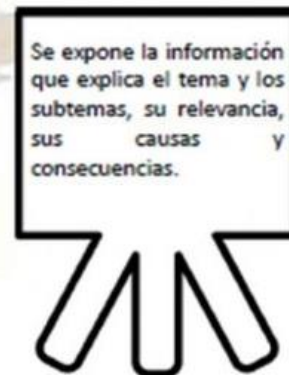 Se expone la información
que explica el tema y los
subtemas, su relevancia,
sus causas y
consecuencias.